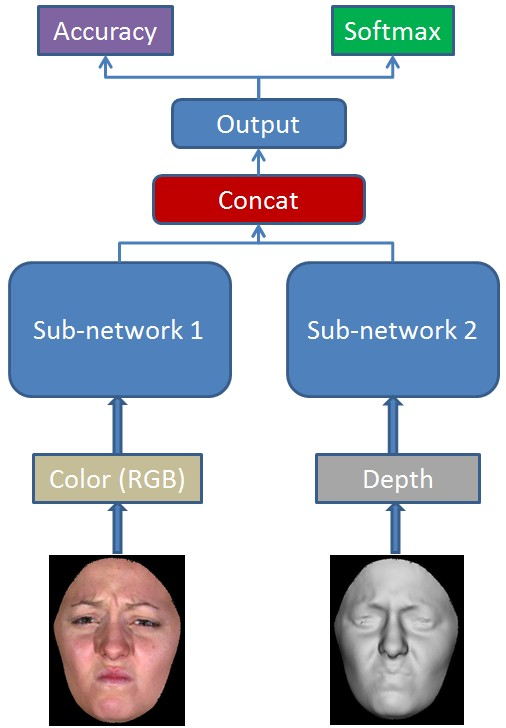 Accuracy
Softmax
Output
Concat
Sub-network 1
Sub-network 2
Color (RGB)
Depth